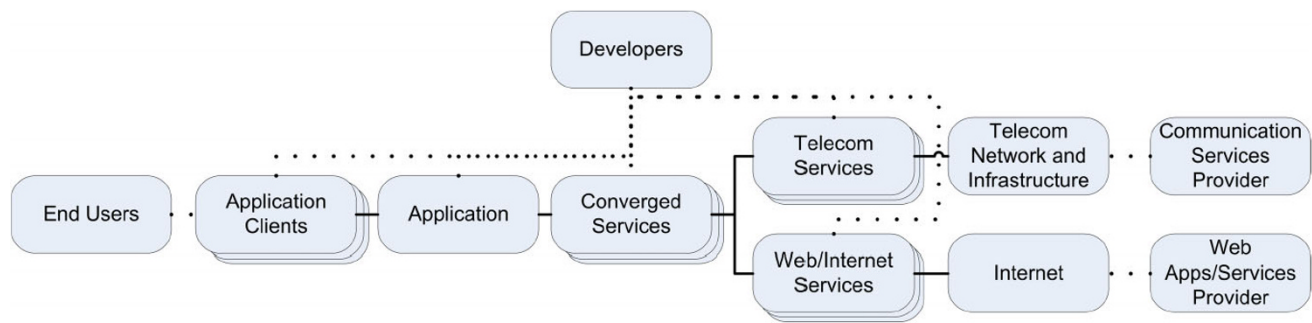 Developers
Telecom
Services
Telecom
Network and
Infrastructure
Communication
Services
Provider
End Users
Application
Clients
Application
Converged
Services
Web/Internet
Services
Internet
Web
Apps/Services
Provider